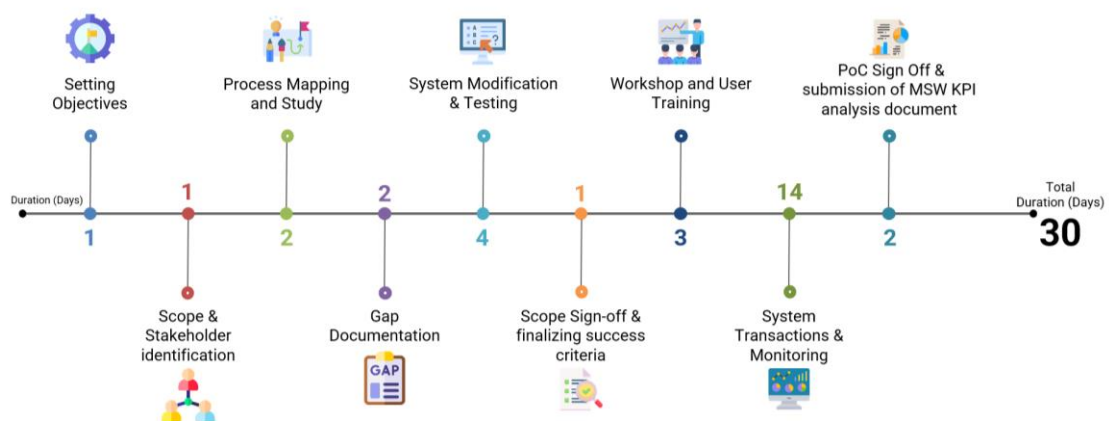 Setting
Objectives
Process Mapping
and Study
System Modification
& Testing
Workshop and User
Training
PoC Sign Off &
submission of MSW KPI
analysis document
Duration (Days)
1
1
2
2
4
1
3
14
2
Total
Duration (Days)
30
Scope &
Stakeholder
identification
Gap
Documentation
GAP
Scope Sign-off &
finalizing success
criteria
System
Transactions &
Monitoring